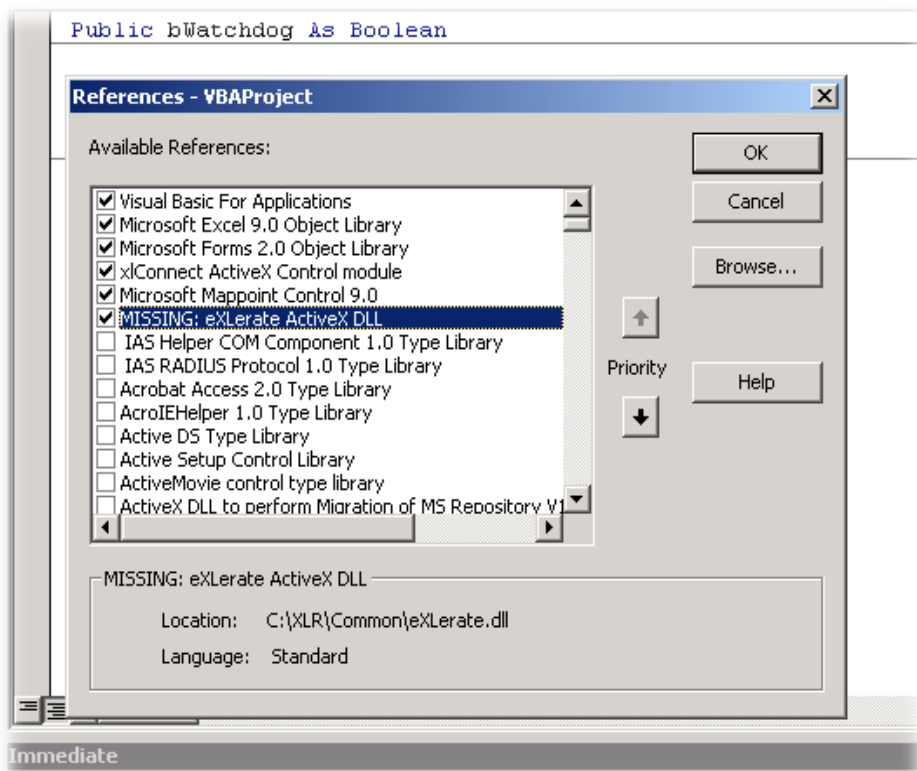 Public bWatchdog As Boolean
References - VBAProject
Available References:
OK
Cancel
Browse...
Help
Visual Basic For Applications
Microsoft Excel 9.0 Object Library
Microsoft Forms 2.0 Object Library
xlConnect ActiveX Control module
Microsoft Mappoint Control 9.0
MISSING: eXLerate ActiveX DLL
IAS Helper COM Component 1.0 Type Library
IAS RADIUS Protocol 1.0 Type Library
Acrobat Access 2.0 Type Library
AcroIEHelper 1.0 Type Library
Active DS Type Library
Active Setup Control Library
ActiveMovie control type library
ActiveX DLL to perform Migration of MS Repository V1
Priority
MISSING: eXLerate ActiveX DLL
Location: C:\XLR\Common\eXLerate.dll
Language: Standard
Immediate